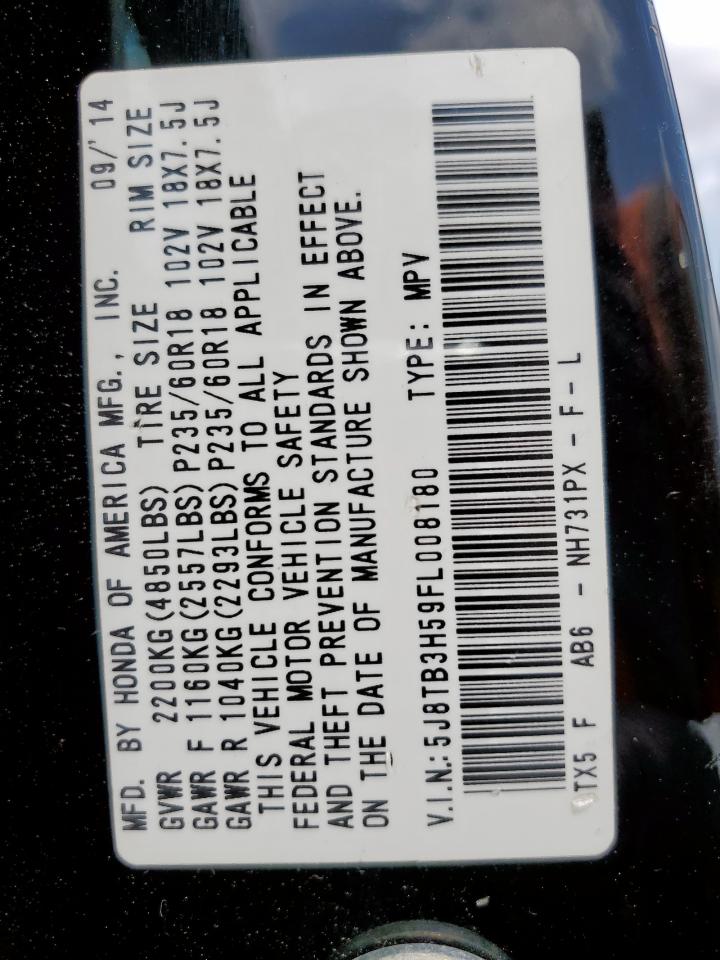 MFD. BY HONDA OF AMERICA MFG., INC. 09/'14
GVWR 2200KG(4850LBS) TIRE SIZE RIM SIZE
GAWR F 1160KG(2557LBS)P235/60R18 102V 18X7.5J
GAWR R 1040KG(2293LBS)P235/60R18 102V 18X7.5J
THIS VEHICLE CONFORMS TO ALL APPLICABLE
FEDERAL MOTOR VEHICLE SAFETY
AND THEFT PREVENTION STANDARDS IN EFFECT
ON THE DATE OF MANUFACTURE SHOWN ABOVE.
V.I.N.: 5J8TB3H59FL008180 TYPE: MPV
TX5 F AB6 - NH731PX - F - L